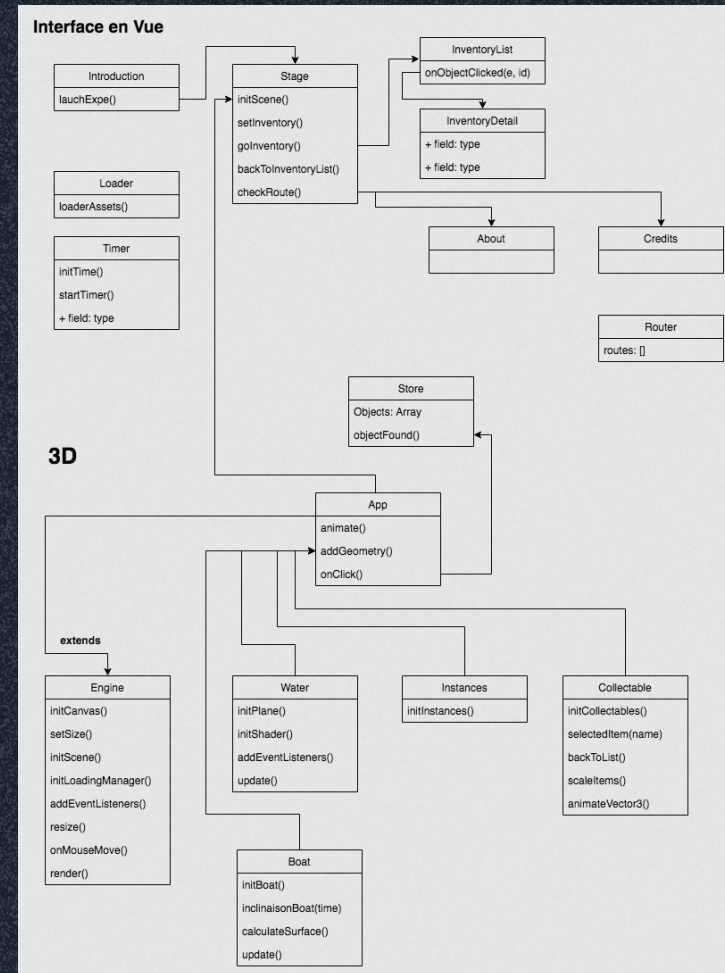 Interface en Vue
Introduction
lauchExpe()
Stage
initScene()
setInventory()
goInventory()
backToInventoryList()
checkRoute()
InventoryList
onObjectClicked(e, id)
InventoryDetail
+ field: type
+ field: type
Loader
loaderAssets()
Timer
initTime()
startTimer()
+ field: type
About
Credits
Router
routes: []
Store
Objects: Array
objectFound()
3D
App
animate()
addGeometry()
onClick()
extends
Engine
initCanvas()
setSize()
initScene()
initLoadingManager()
addEventListeners()
resize()
onMouseMove()
render()
Water
initPlane()
initShader()
addEventListeners()
update()
Instances
initInstances()
Collectable
initCollectables()
selectedItem(name)
backToList()
scaleItems()
animateVector3()
Boat
initBoat()
inclinaisonBoat(time)
calculateSurface()
update()